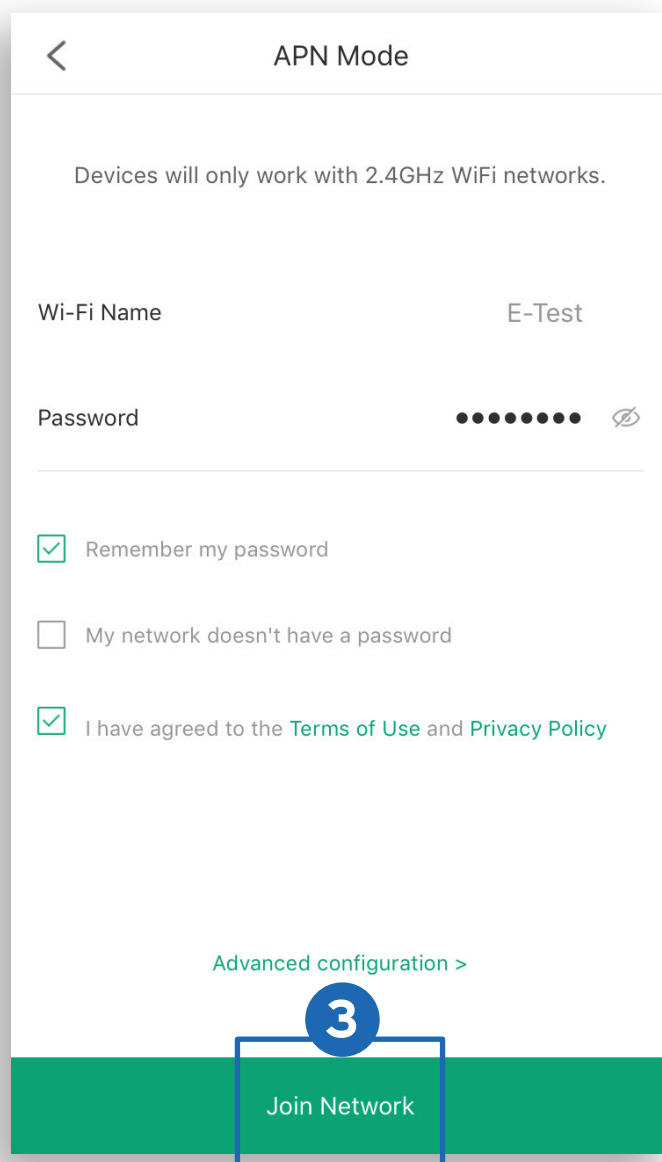 APN Mode
Devices will only work with 2.4GHz WiFi networks.
Wi-Fi Name E-Test
Password ••••••••
Remember my password
My network doesn't have a password
I have agreed to the Terms of Use and Privacy Policy
Advanced configuration >
3
Join Network